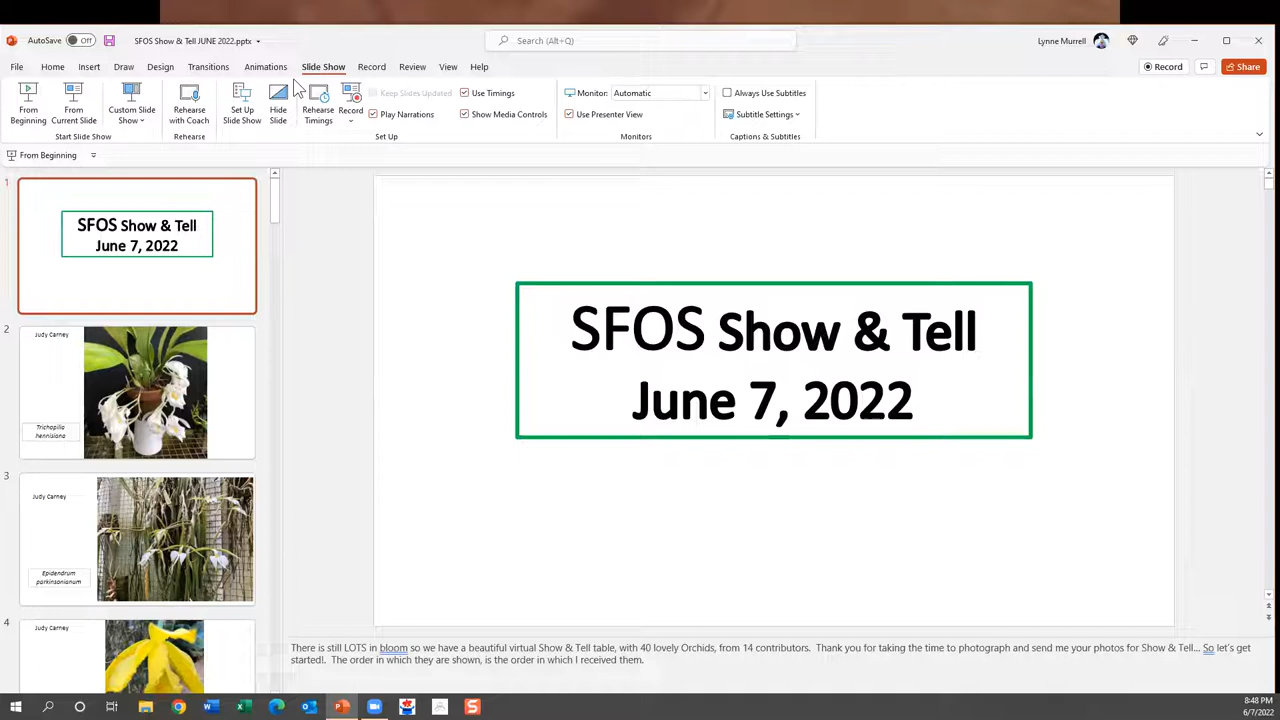 AutoSave Off SFOS Show & Tell JUNE 2022.pptx Search (Alt+Q) Lynne Murrell
File Home Insert Draw Design Transitions Animations Slide Show Record Review View Help Record Share
From Beginning From Current Slide Custom Slide Show Rehearse with Coach Set Up Slide Show Hide Slide Rehearse Timings Record
Keep Slides Updated Use Timings Monitor: Automatic Always Use Subtitles
Play Narrations Show Media Controls Use Presenter View Subtitle Settings
Start Slide Show Rehearse Set Up Monitors Captions & Subtitles
From Beginning
1
SFOS Show & Tell
June 7, 2022
2
Judy Carney
Trichopilia
hennisiana
3
Judy Carney
Epidendrum
parkinsonianum
4
Judy Carney
SFOS Show & Tell
June 7, 2022
There is still LOTS in bloom so we have a beautiful virtual Show & Tell table, with 40 lovely Orchids, from 14 contributors. Thank you for taking the time to photograph and send me your photos for Show & Tell... So let's get
started!. The order in which they are shown, is the order in which I received them.
8:48 PM
6/7/2022